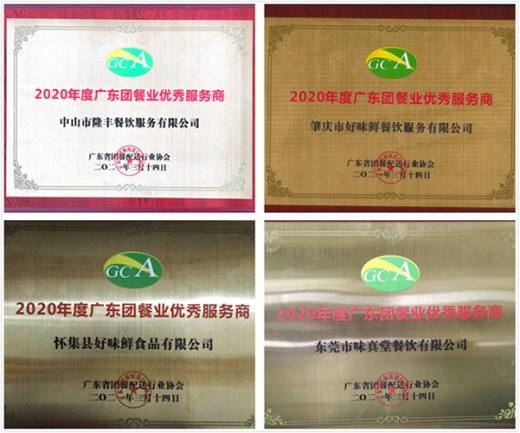 GCA
2020年度广东团餐业优秀服务商
中山市隆丰餐饮服务有限公司
广东省团餐配送行业协会
二〇二一年三月十四日
GCA
2020年度广东团餐业优秀服务商
肇庆市好味鲜餐饮服务有限公司
广东省团餐配送行业协会
二〇二一年三月十四日
GCA
2020年度广东团餐业优秀服务商
怀集县好味鲜食品有限公司
广东省团餐配送行业协会
二〇二一年三月十四日
GCA
2020年度广东团餐业优秀服务商
东莞市味真堂餐饮有限公司
广东省团餐配送行业协会
二〇二一年三月十四日